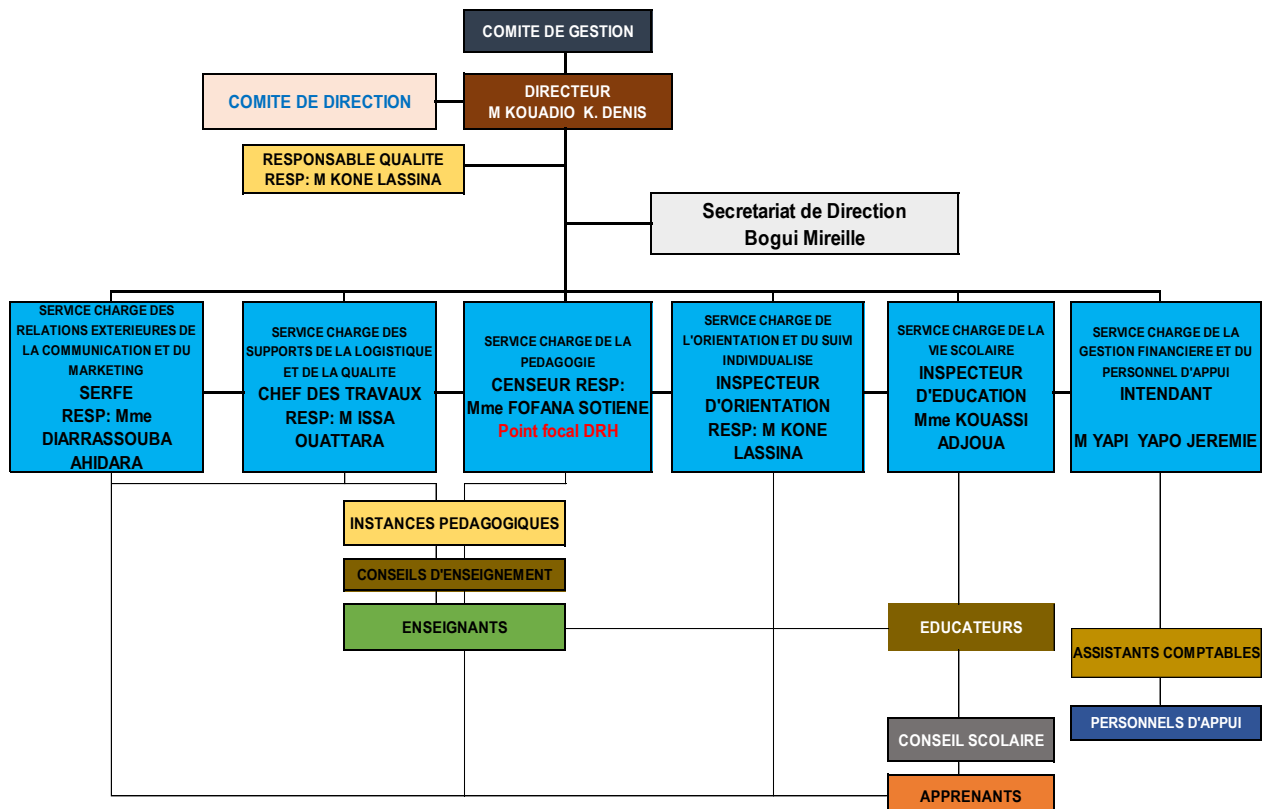 COMITE DE GESTION
COMITE DE DIRECTION
DIRECTEUR
M KOUADIO K. DENIS
RESPONSABLE QUALITE
RESP: M KONE LASSINA
Secretariat de Direction
Bogui Mireille
SERVICE CHARGE DES
RELATIONS EXTERIEURES DE
LA COMMUNICATION ET DU
MARKETING
SERFE
RESP: Mme
DIARRASSOUBA
AHIDARA
SERVICE CHARGE DES
SUPPORTS DE LA LOGISTIQUE
ET DE LA QUALITE
CHEF DES TRAVAUX
RESP: M ISSA
OUATTARA
SERVICE CHARGE DE LA
PEDAGOGIE
CENSEUR RESP:
Mme FOFANA SOTIENE
Point focal DRH
SERVICE CHARGE DE
L'ORIENTATION ET DU SUIVI
INDIVIDUALISE
INSPECTEUR
D'ORIENTATION
RESP: M KONE
LASSINA
SERVICE CHARGE DE LA
VIE SCOLAIRE
INSPECTEUR
D'EDUCATION
Mme KOUASSI
ADJOUA
SERVICE CHARGE DE LA
GESTION FINANCIERE ET DU
PERSONNEL D'APPUI
INTENDANT
M YAPI YAPO JEREMIE
INSTANCES PEDAGOGIQUES
CONSEILS D'ENSEIGNEMENT
ENSEIGNANTS
EDUCATEURS
ASSISTANTS COMPTABLES
PERSONNELS D'APPUI
CONSEIL SCOLAIRE
APPRENANTS